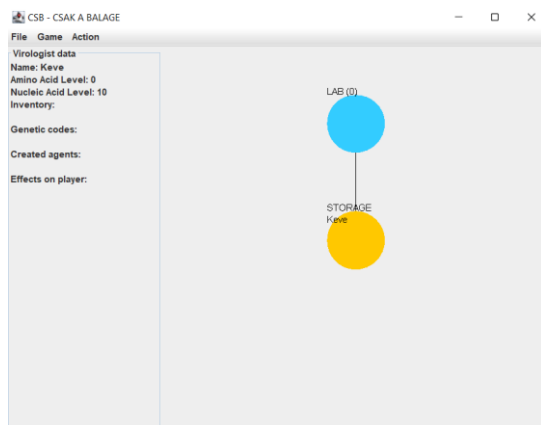 CSB - CSAK A BALAGE
File Game Action
Virologist data
Name: Keve
Amino Acid Level: 0
Nucleic Acid Level: 10
Inventory:
Genetic codes:
Created agents:
Effects on player:
LAB (0)
STORAGE
Keve